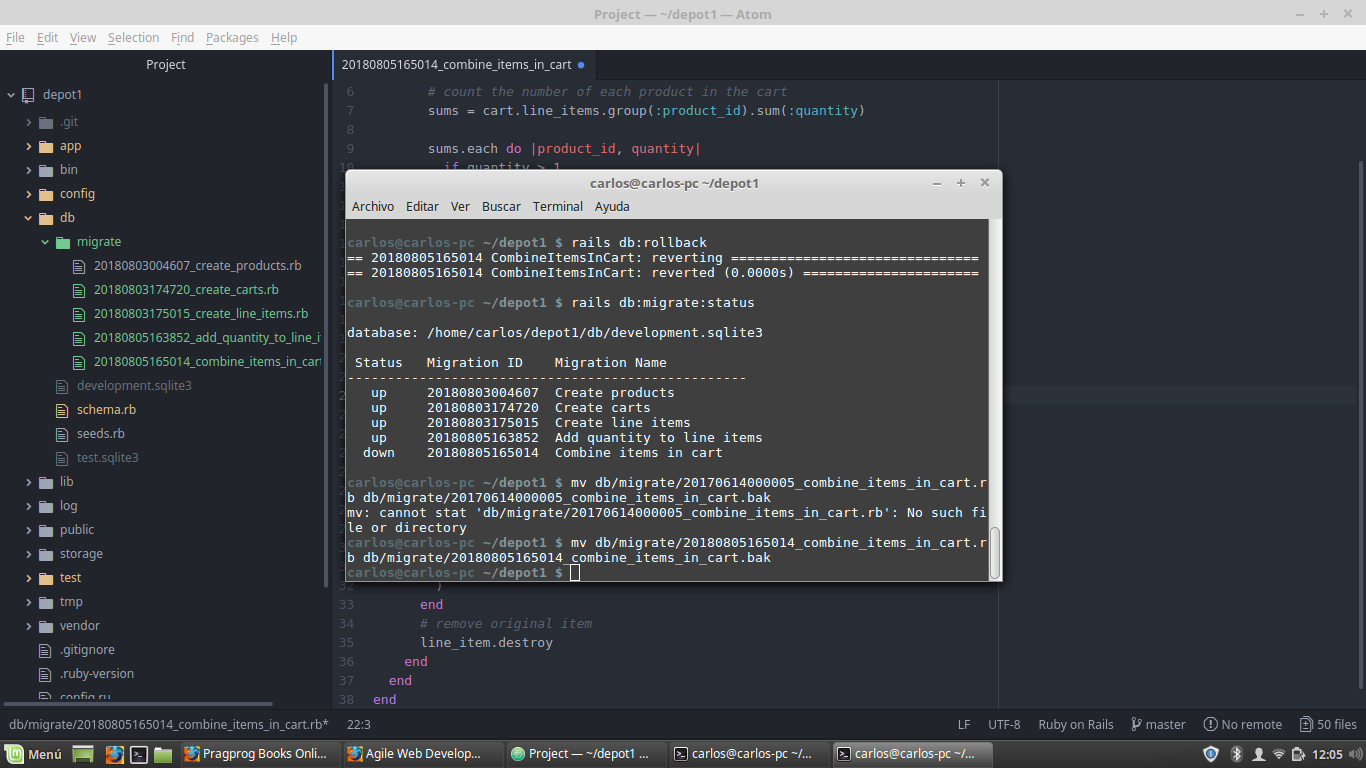 Project — ~/depot1 — Atom
File Edit View Selection Find Packages Help
Project
20180805165014_combine_items_in_cart
depot1
.git
app
bin
config
db
migrate
20180803004607_create_products.rb
20180803174720_create_carts.rb
20180803175015_create_line_items.rb
20180805163852_add_quantity_to_line_i
20180805165014_combine_items_in_cart
development.sqlite3
schema.rb
seeds.rb
test.sqlite3
lib
log
public
storage
test
tmp
vendor
.gitignore
.ruby-version
config.ru
6 # count the number of each product in the cart
7 sums = cart.line_items.group(:product_id).sum(:quantity)
8
9 sums.each do |product_id, quantity|
10 if quantity > 1
carlos@carlos-pc ~/depot1
Archivo Editar Ver Buscar Terminal Ayuda
carlos@carlos-pc ~/depot1 $ rails db:rollback
== 20180805165014 CombineItemsInCart: reverting ===============================
== 20180805165014 CombineItemsInCart: reverted (0.0000s) ======================
carlos@carlos-pc ~/depot1 $ rails db:migrate:status
database: /home/carlos/depot1/db/development.sqlite3
Status Migration ID Migration Name
--------------------------------------------------
up 20180803004607 Create products
up 20180803174720 Create carts
up 20180803175015 Create line items
up 20180805163852 Add quantity to line items
down 20180805165014 Combine items in cart
carlos@carlos-pc ~/depot1 $ mv db/migrate/20170614000005_combine_items_in_cart.r
b db/migrate/20170614000005_combine_items_in_cart.bak
mv: cannot stat 'db/migrate/20170614000005_combine_items_in_cart.rb': No such fi
le or directory
carlos@carlos-pc ~/depot1 $ mv db/migrate/20180805165014_combine_items_in_cart.r
b db/migrate/20180805165014_combine_items_in_cart.bak
carlos@carlos-pc ~/depot1 $
32 )
33 end
34 # remove original item
35 line_item.destroy
36 end
37 end
38 end
db/migrate/20180805165014_combine_items_in_cart.rb* 22:3 LF UTF-8 Ruby on Rails master No remote 50 files
Menú Pragprog Books Onli... Agile Web Develop... Project — ~/depot1 ... carlos@carlos-pc ~/... carlos@carlos-pc ~/... 12:05